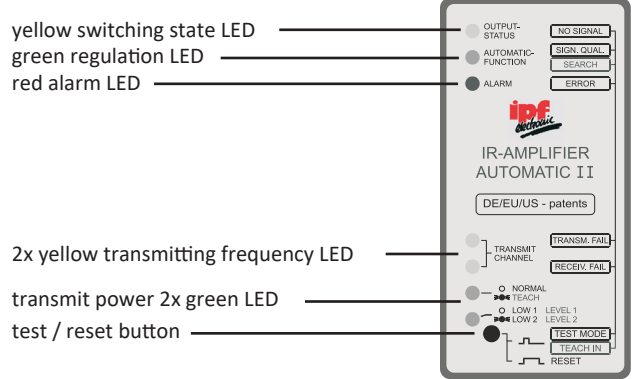 yellow switching state LED
green regulation LED
red alarm LED
2x yellow transmitting frequency LED
transmit power 2x green LED
test / reset button
OUTPUT-
STATUS
NO SIGNAL
AUTOMATIC-
FUNCTION
SIGN. QUAL.
SEARCH
ALARM
ERROR
ipf
electronic
IR-AMPLIFIER
AUTOMATIC II
DE/EU/US - patents
TRANSMIT
CHANNEL
TRANSM. FAIL
RECEIV. FAIL
NORMAL
TEACH
LOW 1 LEVEL 1
LOW 2 LEVEL 2
TEST MODE
TEACH IN
RESET